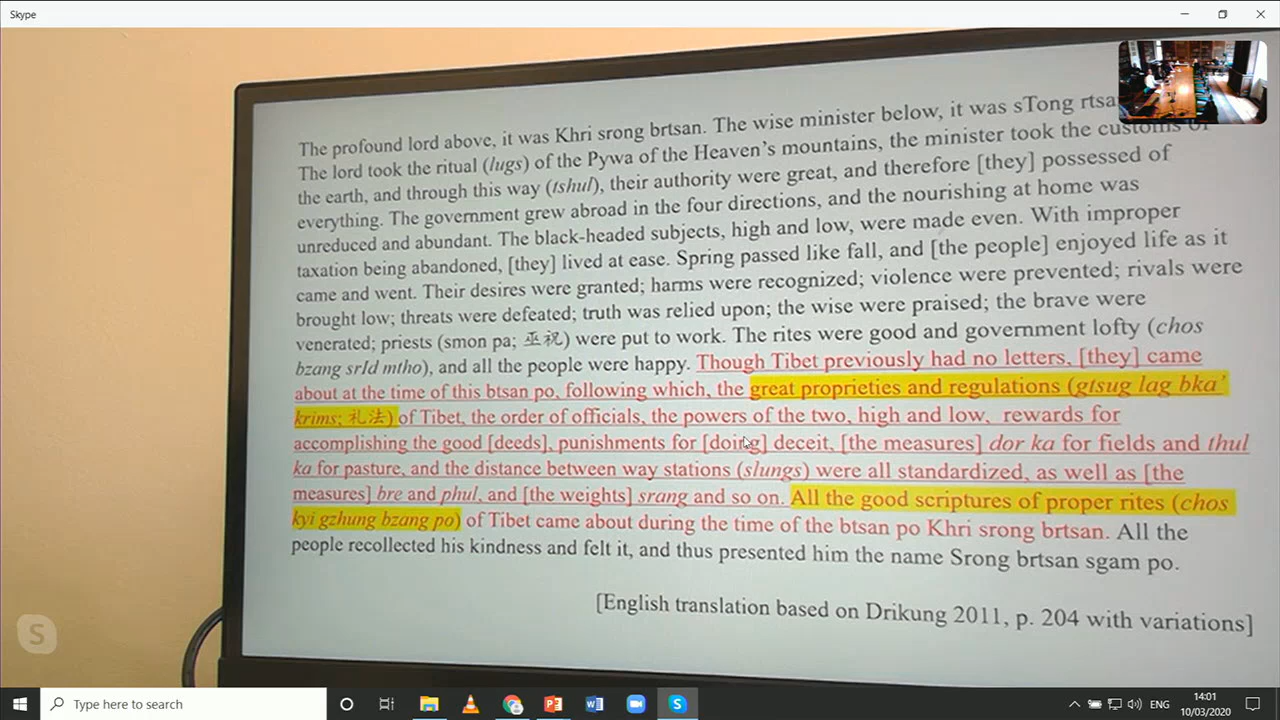 Skype
The profound lord above, it was Khri srong brtsan. The wise minister below, it was sTong
The lord took the ritual (lugs) of the Pywa of the Heaven's mountains, the minister took the customs of
the earth, and through this way (tshul), their authority were great, and therefore [they] possessed of
everything. The government grew abroad in the four directions, and the nourishing at home was
unreduced and abundant. The black-headed subjects, high and low, were made even. With improper
taxation being abandoned, [they] lived at ease. Spring passed like fall, and [the people] enjoyed life as it
came and went. Their desires were granted; harms were recognized; violence were prevented; rivals were
brought low; threats were defeated; truth was relied upon; the wise were praised; the brave were
venerated; priests (smon pa; 巫祝) were put to work. The rites were good and government lofty (chos
bzang srId mtho), and all the people were happy. Though Tibet previously had no letters, [they] came
about at the time of this btsan po, following which, the great proprieties and regulations (gtsug lag bka'
krims; 礼法) of Tibet, the order of officials, the powers of the two, high and low, rewards for
accomplishing the good [deeds], punishments for [doing] deceit, [the measures] dor ka for fields and thul
ka for pasture, and the distance between way stations (slungs) were all standardized, as well as [the
measures] bre and phul, and [the weights] srang and so on. All the good scriptures of proper rites (chos
kyi gzhung bzang po) of Tibet came about during the time of the btsan po Khri srong brtsan. All the
people recollected his kindness and felt it, and thus presented him the name Srong brtsan sgam po.
[English translation based on Drikung 2011, p. 204 with variations]
Type here to search
ENG
14:01
10/03/2020